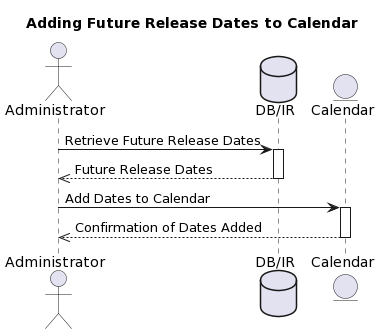 Adding Future Release Dates to Calendar
Administrator
DB/IR
Calendar
Retrieve Future Release Dates
Future Release Dates
Add Dates to Calendar
Confirmation of Dates Added
Administrator
DB/IR
Calendar